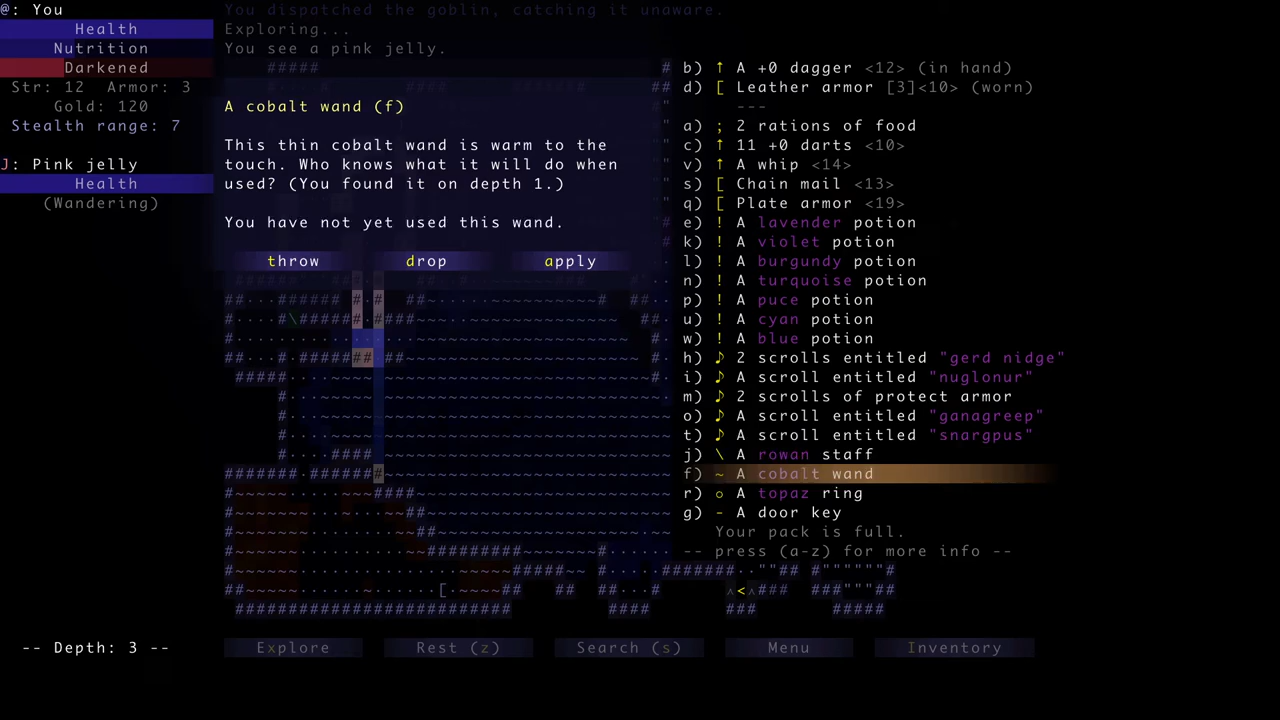 @: You
Health
Nutrition
Darkened
Str: 12 Armor: 3
Gold: 120
Stealth range: 7
J: Pink jelly
Health
(Wandering)
You dispatched the goblin, catching it unaware.
Exploring...
You see a pink jelly.
A cobalt wand (f)
This thin cobalt wand is warm to the
touch. Who knows what it will do when
used? (You found it on depth 1.)
You have not yet used this wand.
throw drop apply
b) ↑ A +0 dagger <12> (in hand)
d) [ Leather armor [3]<10> (worn)
---
a) ; 2 rations of food
c) ↑ 11 +0 darts <10>
v) ↑ A whip <14>
s) [ Chain mail <13>
q) [ Plate armor <19>
e) ! A lavender potion
k) ! A violet potion
l) ! A burgundy potion
n) ! A turquoise potion
p) ! A puce potion
u) ! A cyan potion
w) ! A blue potion
h) ♪ 2 scrolls entitled "gerd nidge"
i) ♪ A scroll entitled "nuglonur"
m) ♪ 2 scrolls of protect armor
o) ♪ A scroll entitled "ganagreep"
t) ♪ A scroll entitled "snargpus"
j) \ A rowan staff
f) ~ A cobalt wand
r) o A topaz ring
g) - A door key
Your pack is full.
-- press (a-z) for more info --
-- Depth: 3 --
Explore Rest (z) Search (s) Menu Inventory